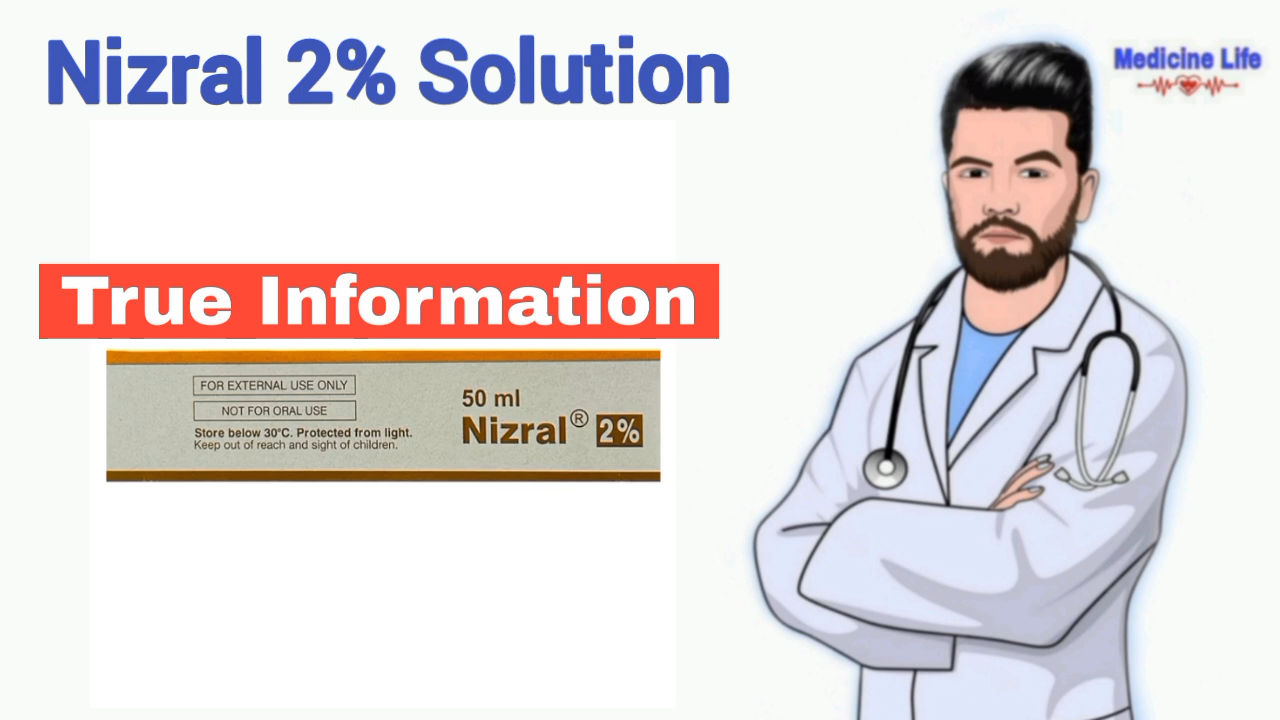 Nizral 2% Solution
Medicine Life
True Information
FOR EXTERNAL USE ONLY
NOT FOR ORAL USE
Store below 30°C. Protected from light.
Keep out of reach and sight of children.
50 ml
Nizral® 2%